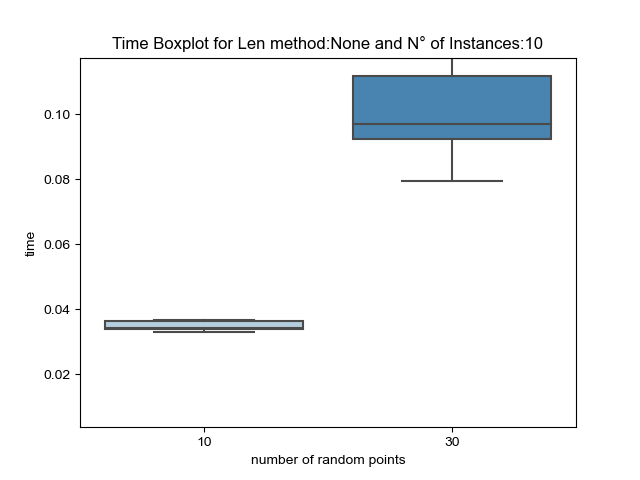 Time Boxplot for Len method:None and N° of Instances:10
0.10
0.08
0.06
0.04
0.02
time
10 30
number of random points